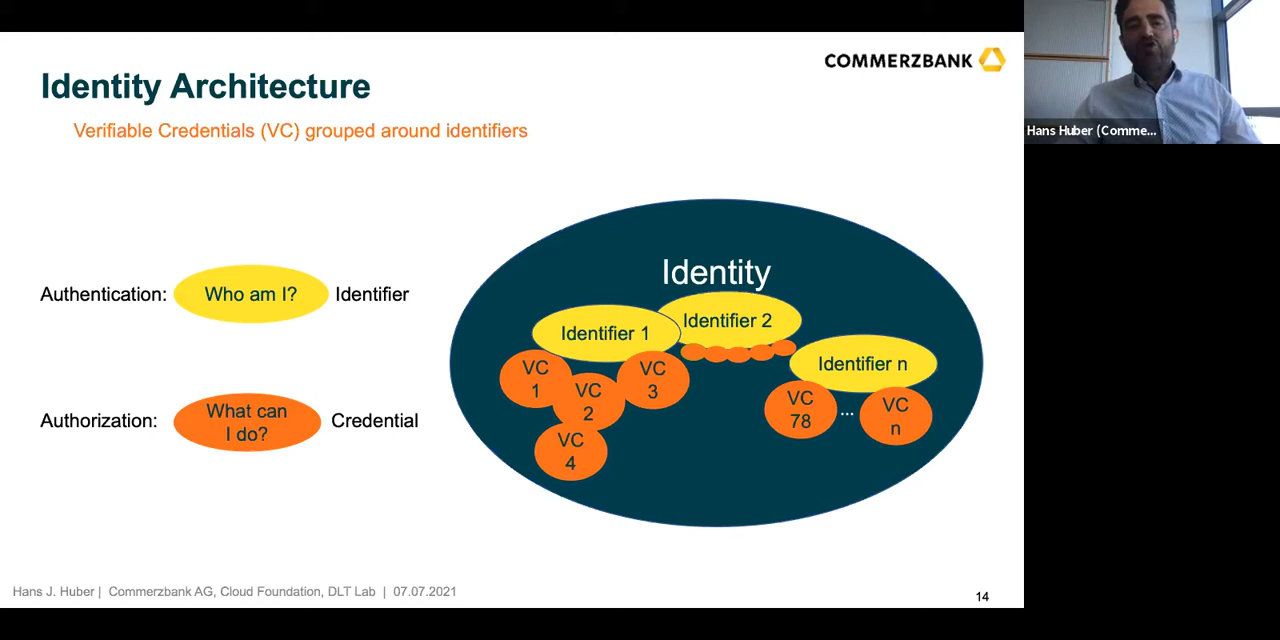 COMMERZBANK
Identity Architecture
Verifiable Credentials (VC) grouped around identifiers
Hans Huber (Comme...
Authentication:
Who am I?
Identifier
Authorization:
What can
I do?
Credential
Identity
Identifier 1
Identifier 2
Identifier n
VC
1
VC
2
VC
3
VC
4
VC
78
...
VC
n
Hans J. Huber | Commerzbank AG, Cloud Foundation, DLT Lab | 07.07.2021
14